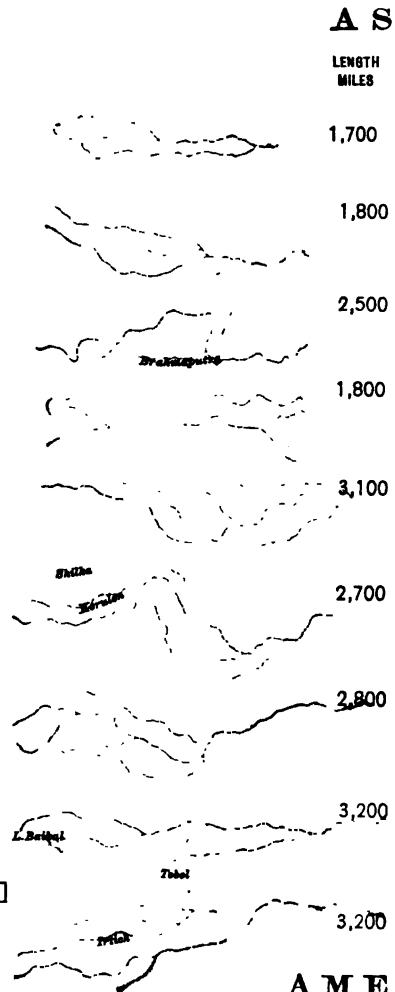 A S
LENGTH
MILES
1,700
1,800
2,500
Brahmaputra
1,800
3,100
Shilka
Kerulen
2,700
2,800
3,200
L. Baikal
Tobol
3,200
Irtish
A M E